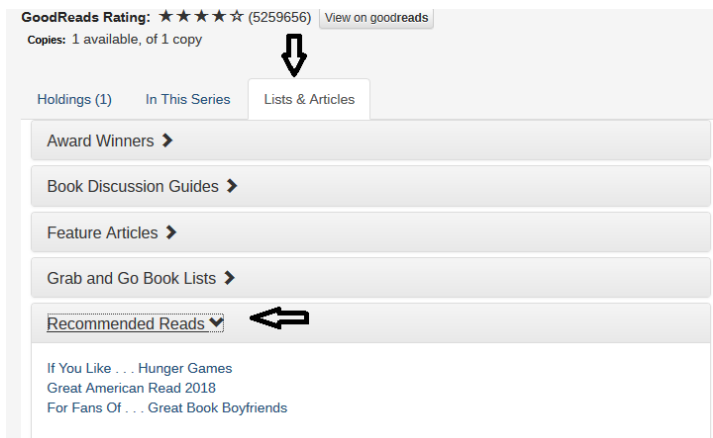 GoodReads Rating: ★★★★☆ (5259656) View on goodreads
Copies: 1 available, of 1 copy
Holdings (1) In This Series Lists & Articles
Award Winners
Book Discussion Guides
Feature Articles
Grab and Go Book Lists
Recommended Reads
If You Like . . . Hunger Games
Great American Read 2018
For Fans Of . . . Great Book Boyfriends